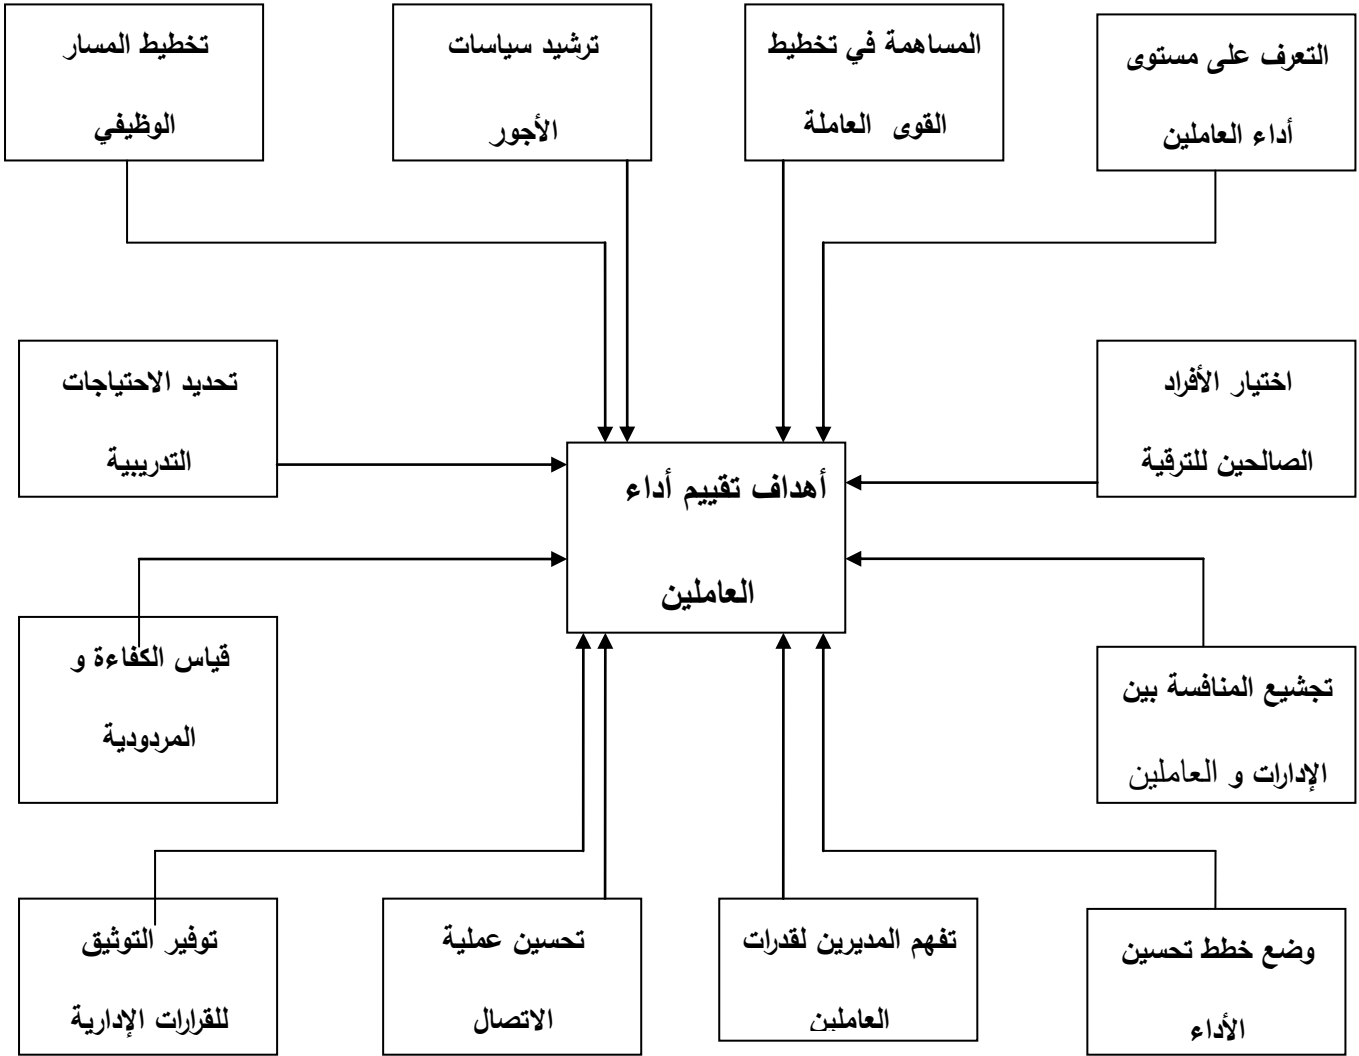 التعرف على مستوى
أداء العاملين
المساهمة في تخطيط
القوى العاملة
ترشيد سياسات
الأجور
تخطيط المسار
الوظيفي
اختيار الأفراد
الصالحين للترقية
تحديد الاحتياجات
التدريبية
أهداف تقييم أداء
العاملين
تجشيع المنافسة بين
الإدارات و العاملين
قياس الكفاءة و
المردودية
وضع خطط تحسين
الأداء
تفهم المديرين لقدرات
العاملين
تحسين عملية
الاتصال
توفير التوثيق
للقرارات الإدارية